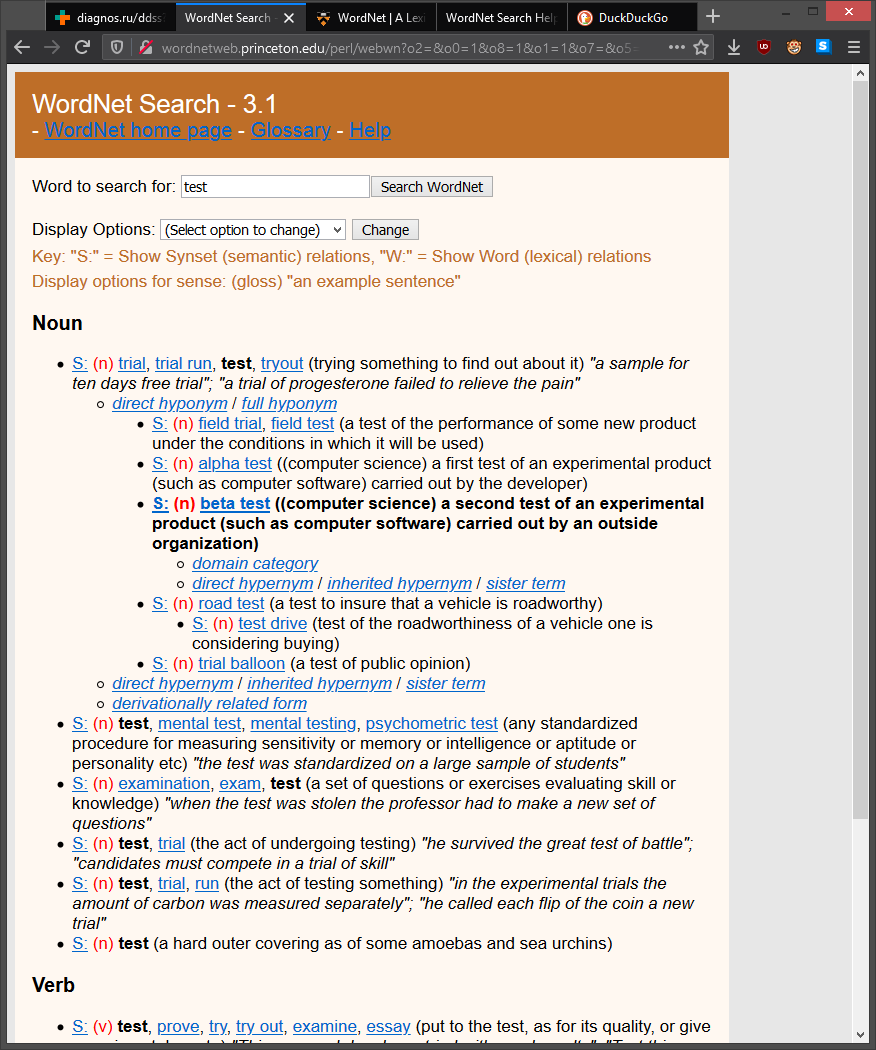 diagnos.ru/ddss
WordNet Search -
WordNet | A Lexi
WordNet Search Help
DuckDuckGo
wordnetweb.princeton.edu/perl/webwn?o2=&o0=1&o8=1&o1=1&o7=&o5=
WordNet Search - 3.1
- WordNet home page - Glossary - Help
Word to search for: test Search WordNet
Display Options: (Select option to change) Change
Key: "S:" = Show Synset (semantic) relations, "W:" = Show Word (lexical) relations
Display options for sense: (gloss) "an example sentence"
Noun
S: (n) trial, trial run, test, tryout (trying something to find out about it) "a sample for
ten days free trial"; "a trial of progesterone failed to relieve the pain"
direct hyponym / full hyponym
S: (n) field trial, field test (a test of the performance of some new product
under the conditions in which it will be used)
S: (n) alpha test ((computer science) a first test of an experimental product
(such as computer software) carried out by the developer)
S: (n) beta test ((computer science) a second test of an experimental
product (such as computer software) carried out by an outside
organization)
domain category
direct hypernym / inherited hypernym / sister term
S: (n) road test (a test to insure that a vehicle is roadworthy)
S: (n) test drive (test of the roadworthiness of a vehicle one is
considering buying)
S: (n) trial balloon (a test of public opinion)
direct hypernym / inherited hypernym / sister term
derivationally related form
S: (n) test, mental test, mental testing, psychometric test (any standardized
procedure for measuring sensitivity or memory or intelligence or aptitude or
personality etc) "the test was standardized on a large sample of students"
S: (n) examination, exam, test (a set of questions or exercises evaluating skill or
knowledge) "when the test was stolen the professor had to make a new set of
questions"
S: (n) test, trial (the act of undergoing testing) "he survived the great test of battle";
"candidates must compete in a trial of skill"
S: (n) test, trial, run (the act of testing something) "in the experimental trials the
amount of carbon was measured separately"; "he called each flip of the coin a new
trial"
S: (n) test (a hard outer covering as of some amoebas and sea urchins)
Verb
S: (v) test, prove, try, try out, examine, essay (put to the test, as for its quality, or give